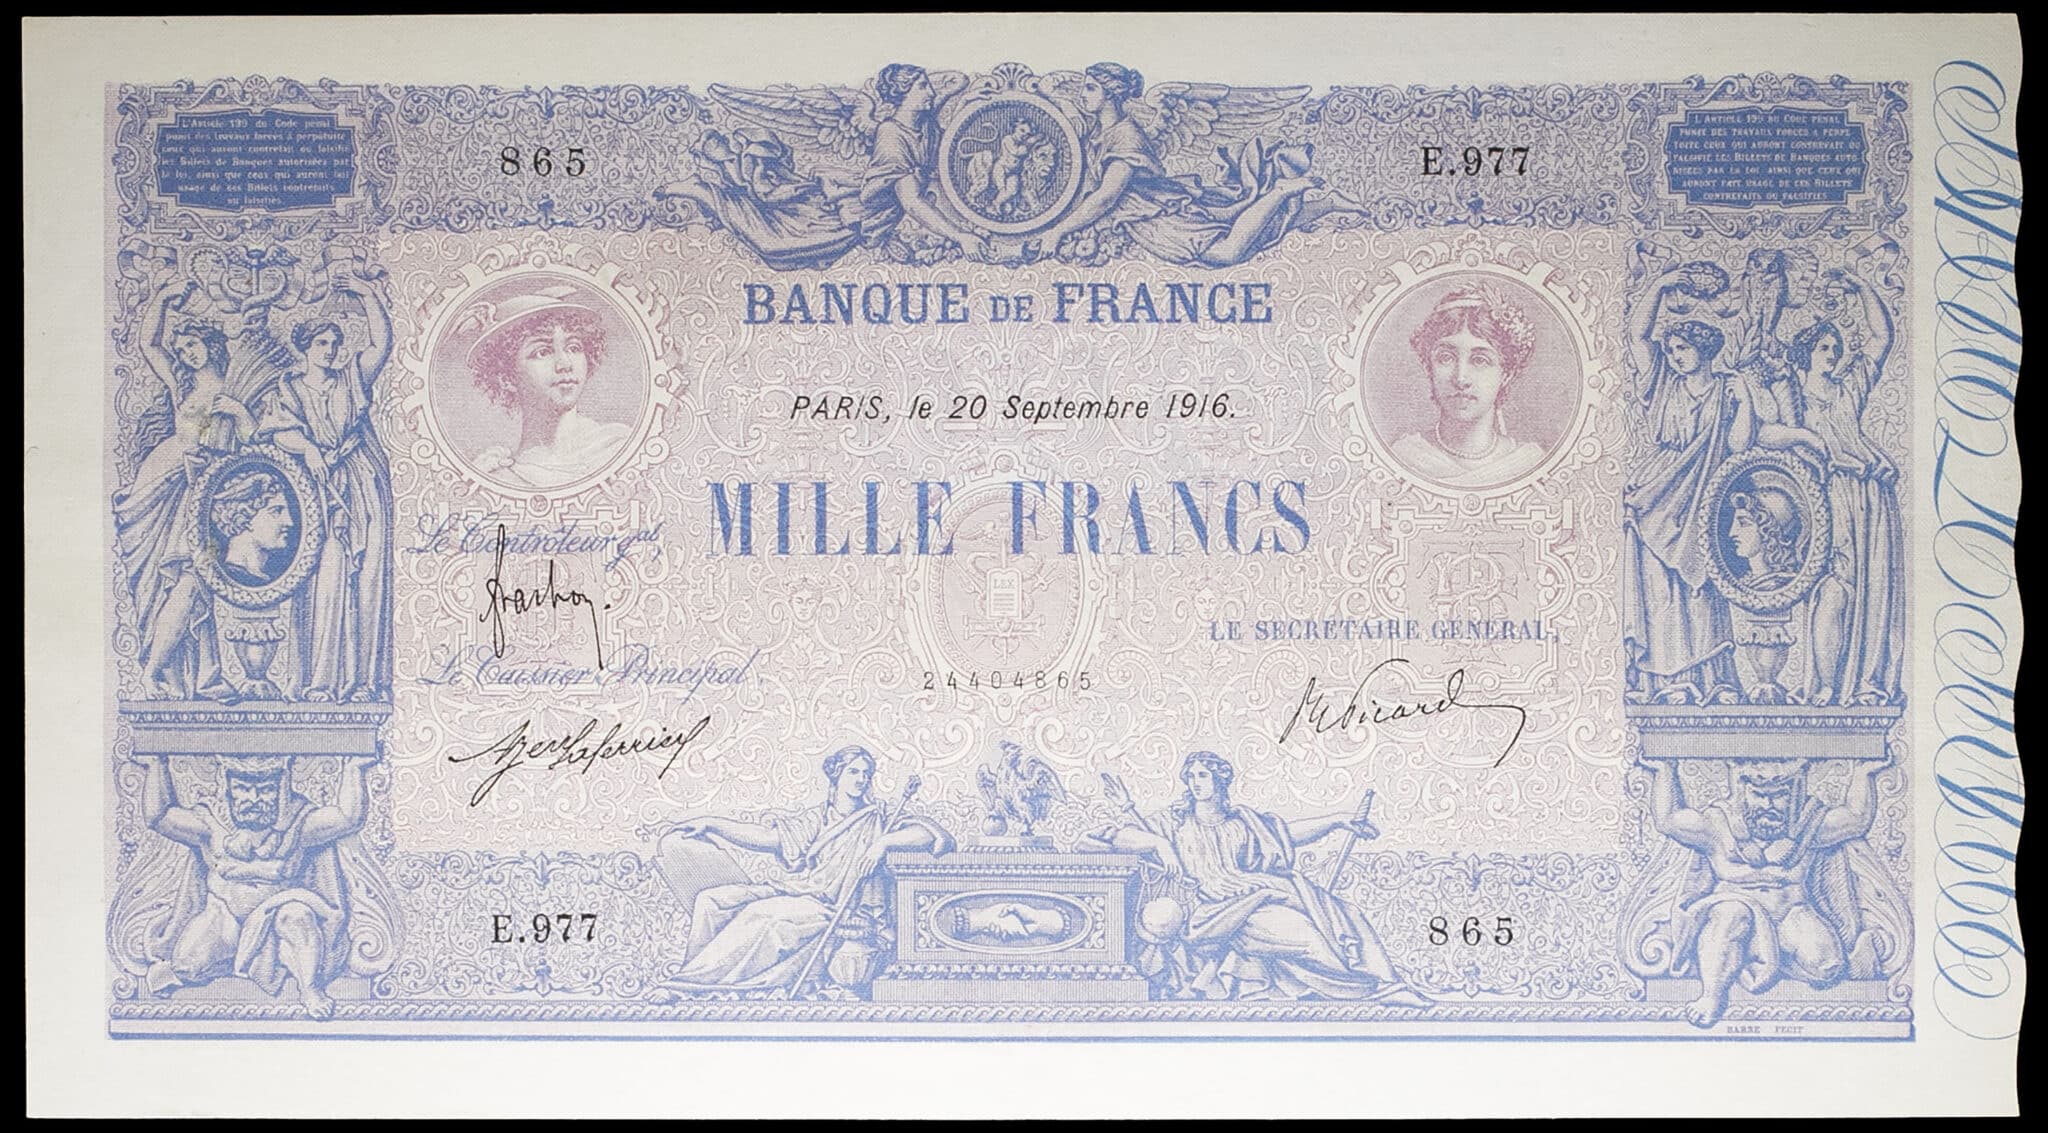 L'Article 139 du Code pénal
punit des travaux forcés à perpétuité
ceux qui auront contrefait ou falsifié
les Billets de Banques autorisées par
la loi, ainsi que ceux qui auront fait
usage de ces Billets contrefaits
ou falsifiés
865
E.977
L'ARTICLE 139 DU CODE PÉNAL
PUNIT DES TRAVAUX FORCÉS À PERPÉ-
TUITÉ CEUX QUI AURONT CONTREFAIT OU
FALSIFIÉ LES BILLETS DE BANQUES AUTO-
RISÉES PAR LA LOI, AINSI QUE CEUX QUI
AURONT FAIT USAGE DE CES BILLETS
CONTREFAITS OU FALSIFIÉS
BANQUE DE FRANCE
PARIS, le 20 Septembre 1916.
MILLE FRANCS
Le Controleur gal,
LEX
LE SECRETAIRE GENERAL,
Le Caissier Principal,
24404865
Picard
E.977
865
BARRE FECIT